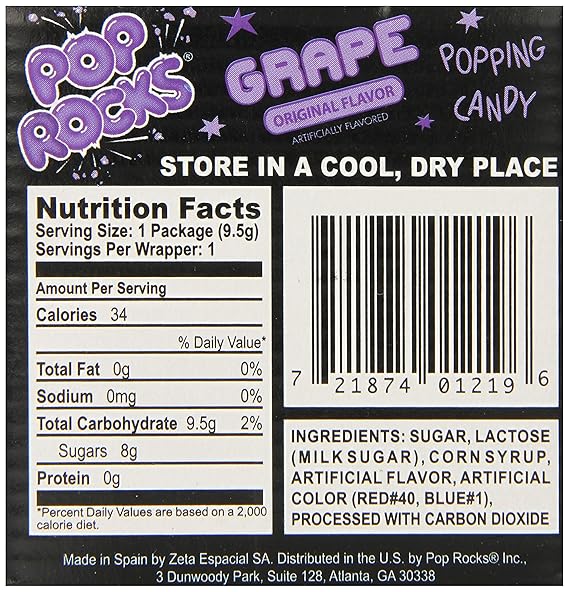 POP
ROCKS®
GRAPE
ORIGINAL FLAVOR
ARTIFICIALLY FLAVORED
POPPING
CANDY
STORE IN A COOL, DRY PLACE
Nutrition Facts
Serving Size: 1 Package (9.5g)
Servings Per Wrapper: 1
Amount Per Serving
Calories 34
% Daily Value*
Total Fat 0g 0%
Sodium 0mg 0%
Total Carbohydrate 9.5g 2%
Sugars 8g
Protein 0g
*Percent Daily Values are based on a 2,000
calorie diet.
7 21874 01219 6
INGREDIENTS: SUGAR, LACTOSE
(MILK SUGAR), CORN SYRUP,
ARTIFICIAL FLAVOR, ARTIFICIAL
COLOR (RED#40, BLUE#1),
PROCESSED WITH CARBON DIOXIDE
Made in Spain by Zeta Espacial SA. Distributed in the U.S. by Pop Rocks® Inc.,
3 Dunwoody Park, Suite 128, Atlanta, GA 30338